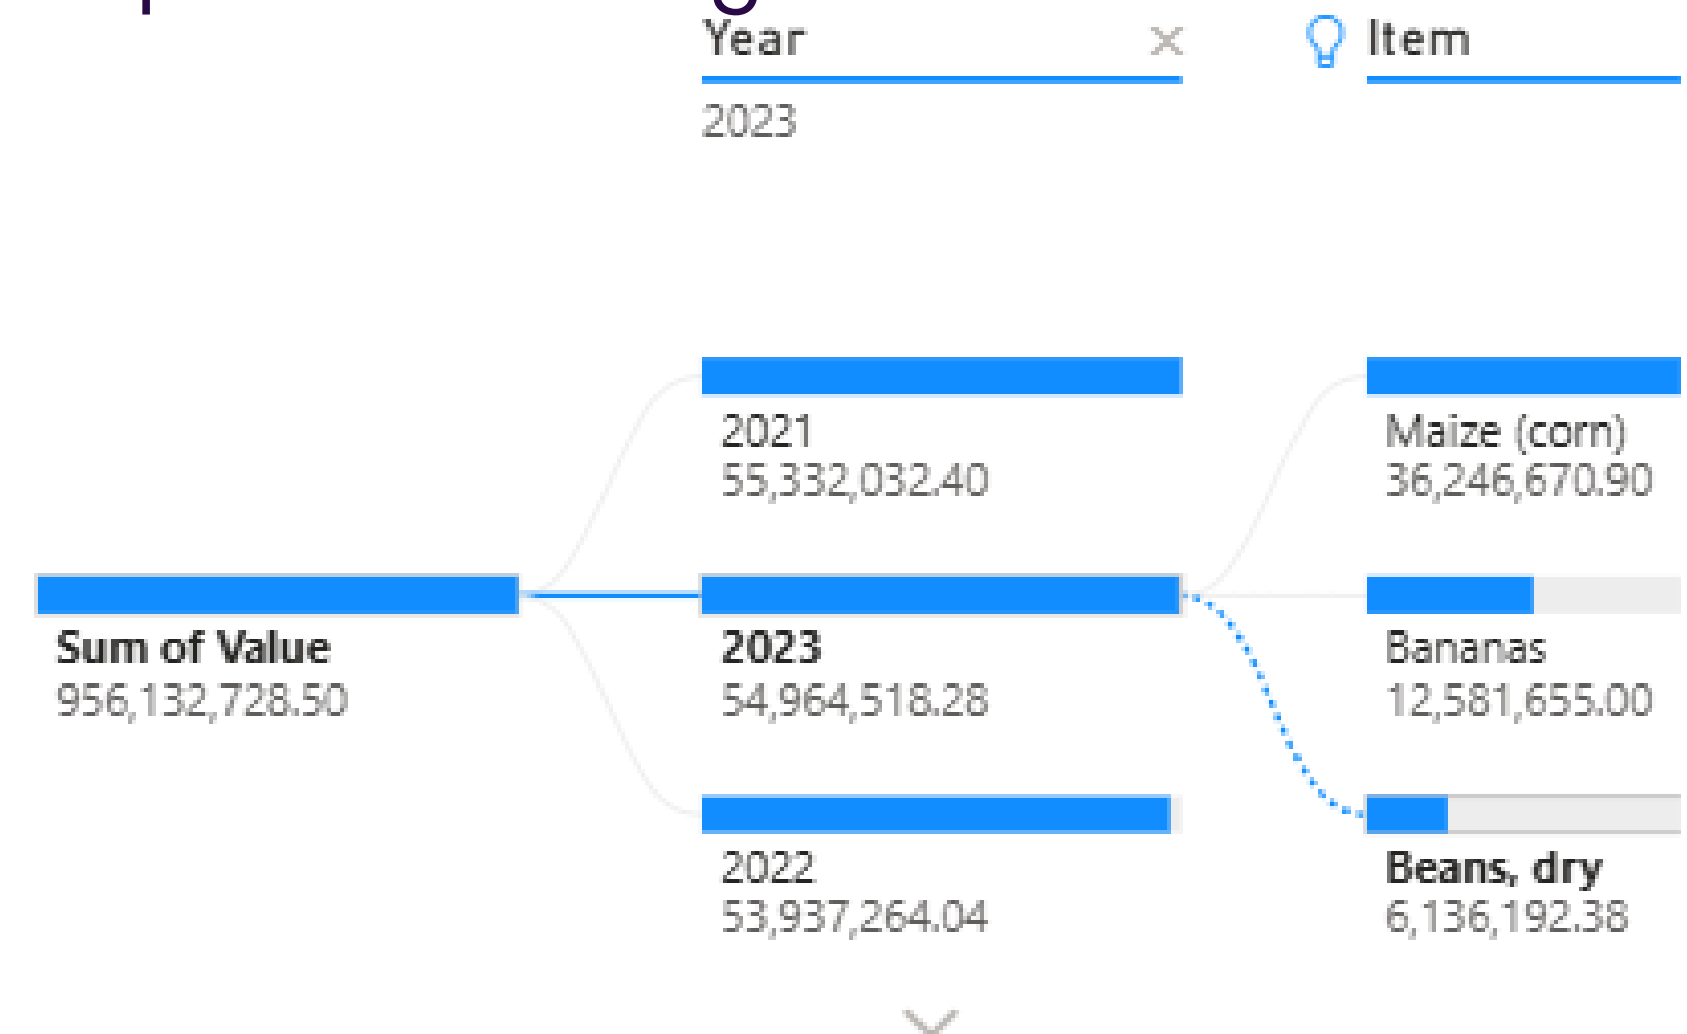 Year
Item
2023
2021
55,332,032.40
Maize (corn)
36,246,670.90
Sum of Value
956,132,728.50
2023
54,964,518.28
Bananas
12,581,655.00
2022
53,937,264.04
Beans, dry
6,136,192.38